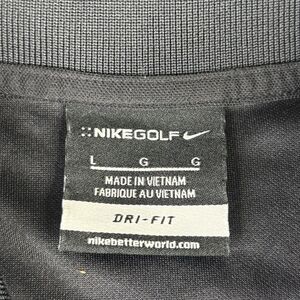 NIKEGOLF
L G G
MADE IN VIETNAM
FABRIQUE AU VIETNAM
DRI-FIT
nikebetterworld.com